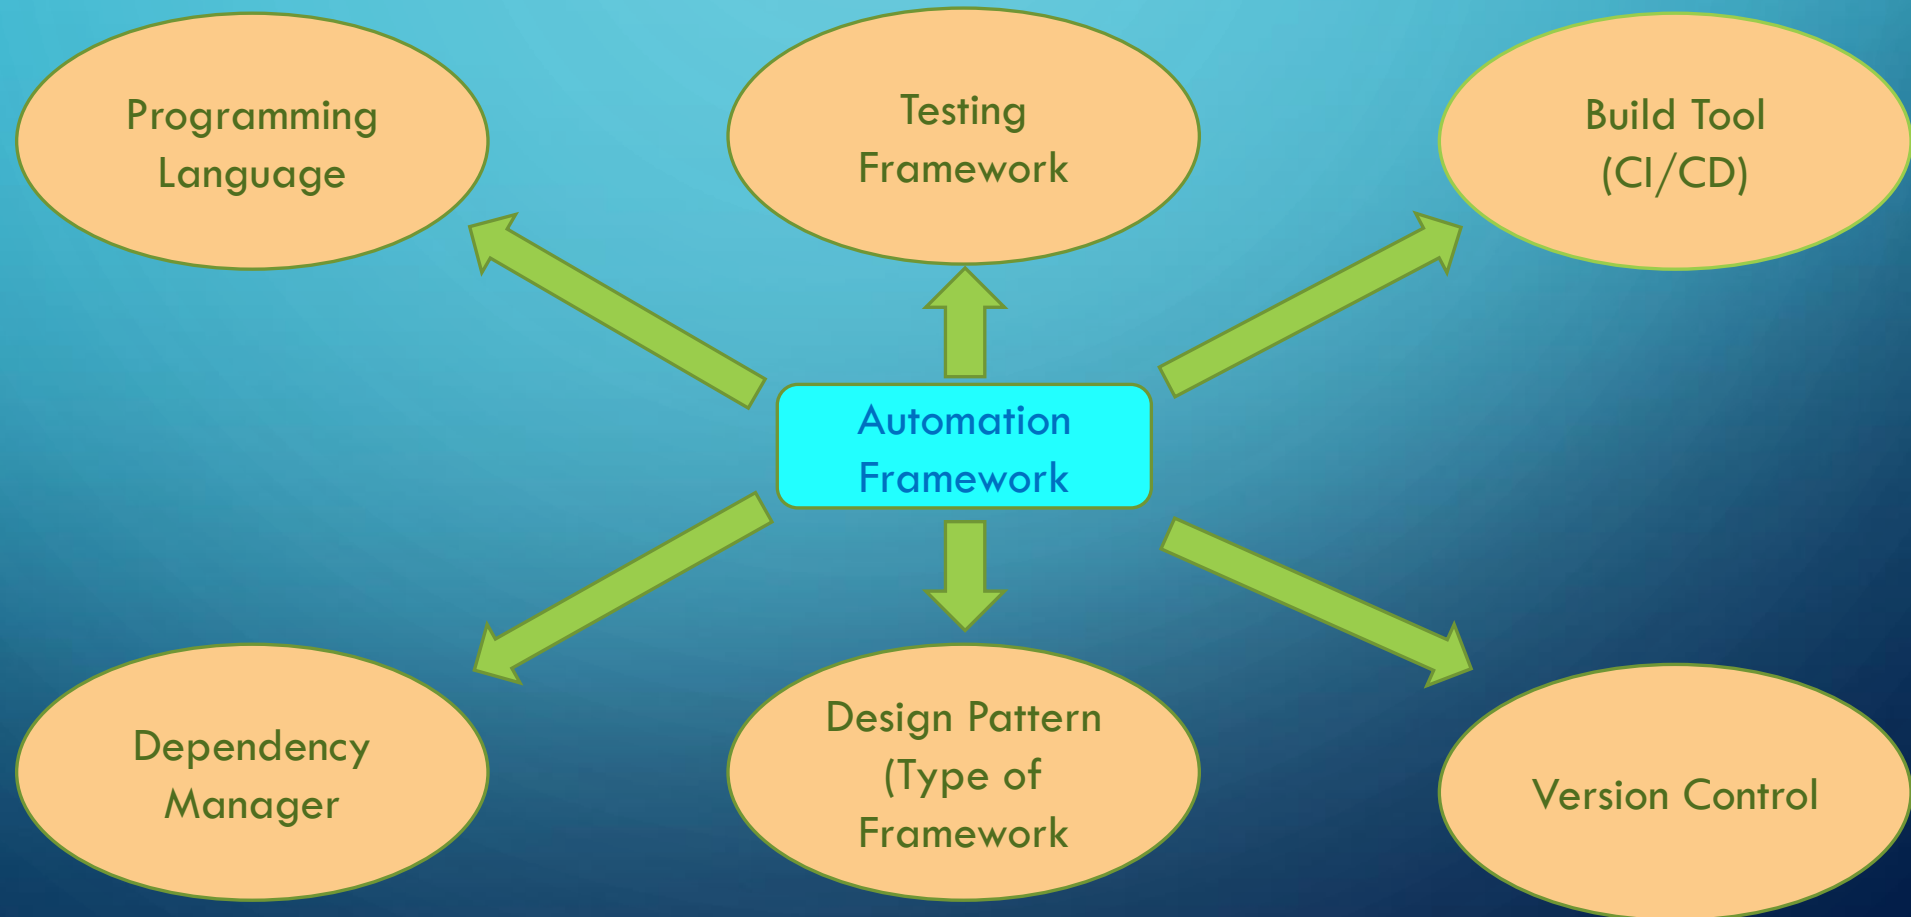 Programming
Language
Testing
Framework
Build Tool
(CI/CD)
Automation
Framework
Dependency
Manager
Design Pattern
(Type of
Framework
Version Control